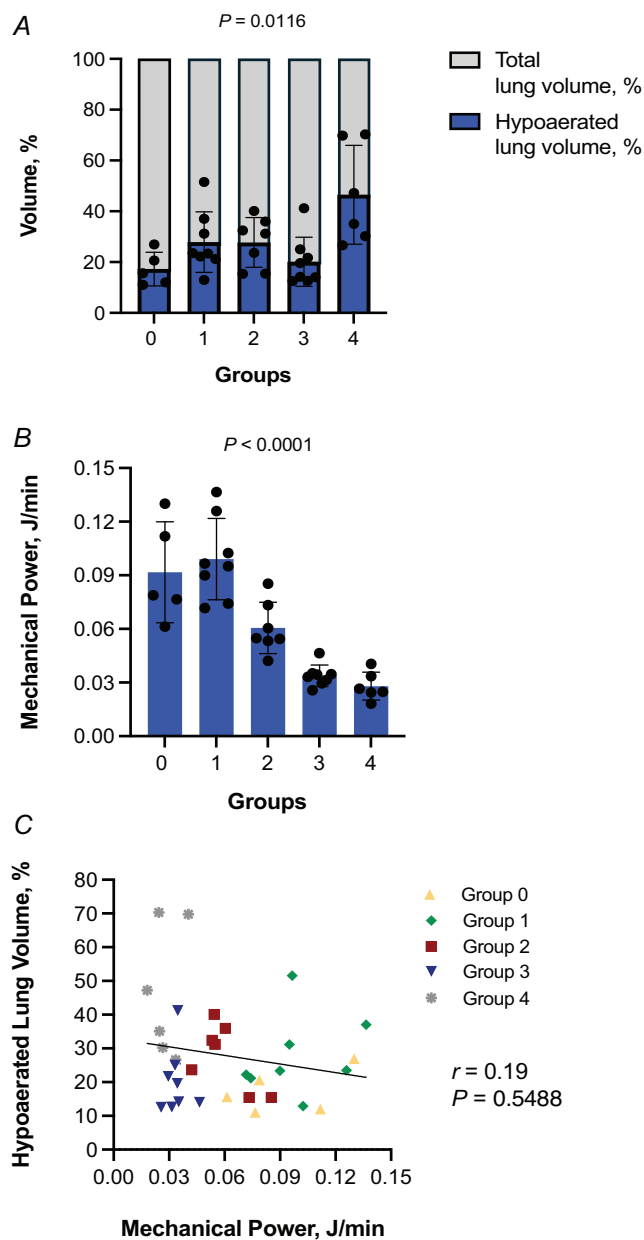 A
P = 0.0116
Volume, %
100
80
60
40
20
0
0 1 2 3 4
Groups
Total
lung volume, %
Hypoaerated
lung volume, %
B
P < 0.0001
Mechanical Power, J/min
0.15
0.12
0.09
0.06
0.03
0.00
0 1 2 3 4
Groups
C
Hypoaerated Lung Volume, %
80
70
60
50
40
30
20
10
0
0.00 0.03 0.06 0.09 0.12 0.15
Mechanical Power, J/min
Group 0
Group 1
Group 2
Group 3
Group 4
r = 0.19
P = 0.5488